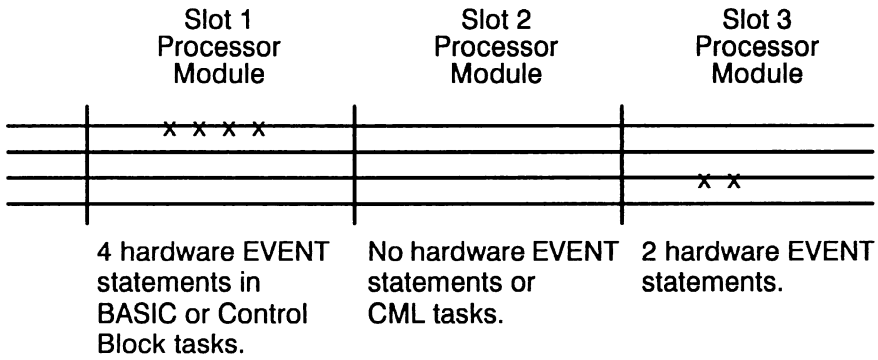 Slot 1
Processor
Module
Slot 2
Processor
Module
Slot 3
Processor
Module
x x x x
x x
4 hardware EVENT
statements in
BASIC or Control
Block tasks.
No hardware EVENT
statements or
CML tasks.
2 hardware EVENT
statements.